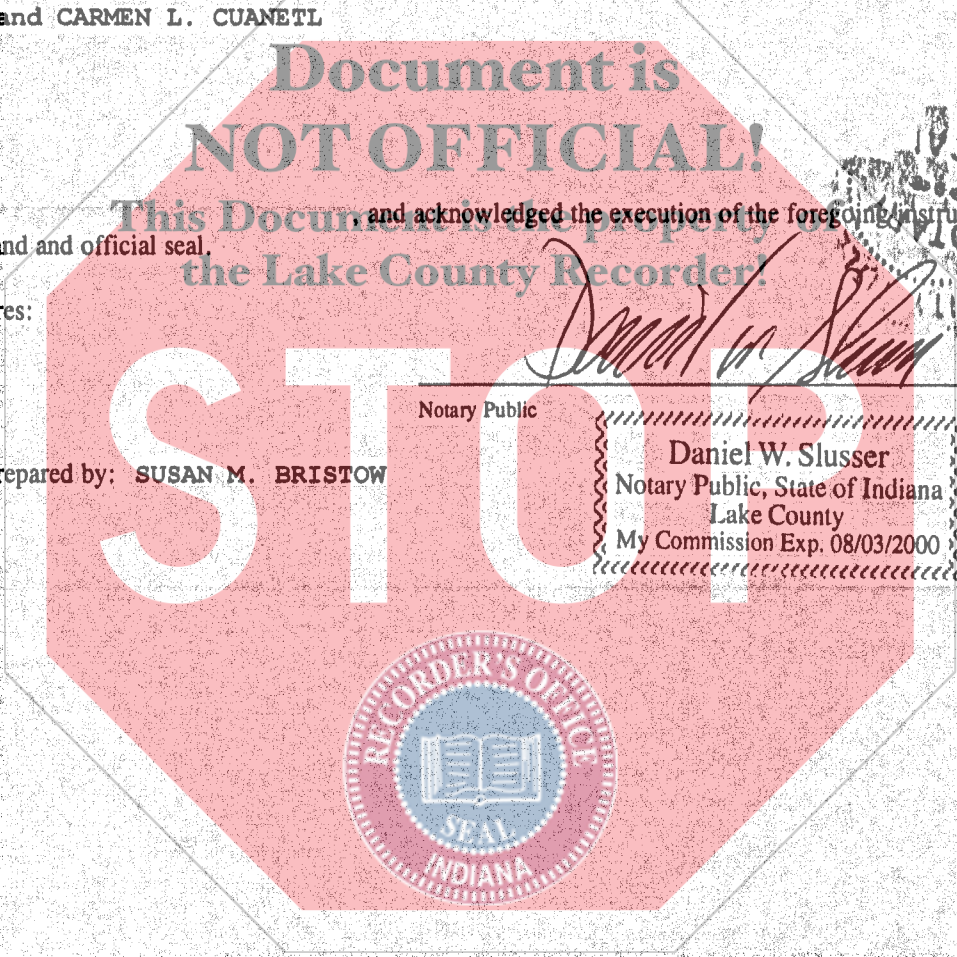 and CARMEN L. CUANETL
Document is
NOT OFFICIAL!
This Document is the property of
the Lake County Recorder!
, and acknowledged the execution of the foregoing instru
and and official seal.
res:
Notary Public
repared by: SUSAN M. BRISTOW
Daniel W. Slusser
Notary Public, State of Indiana
Lake County
My Commission Exp. 08/03/2000
STOP
RECORDER'S OFFICE
SEAL
INDIANA